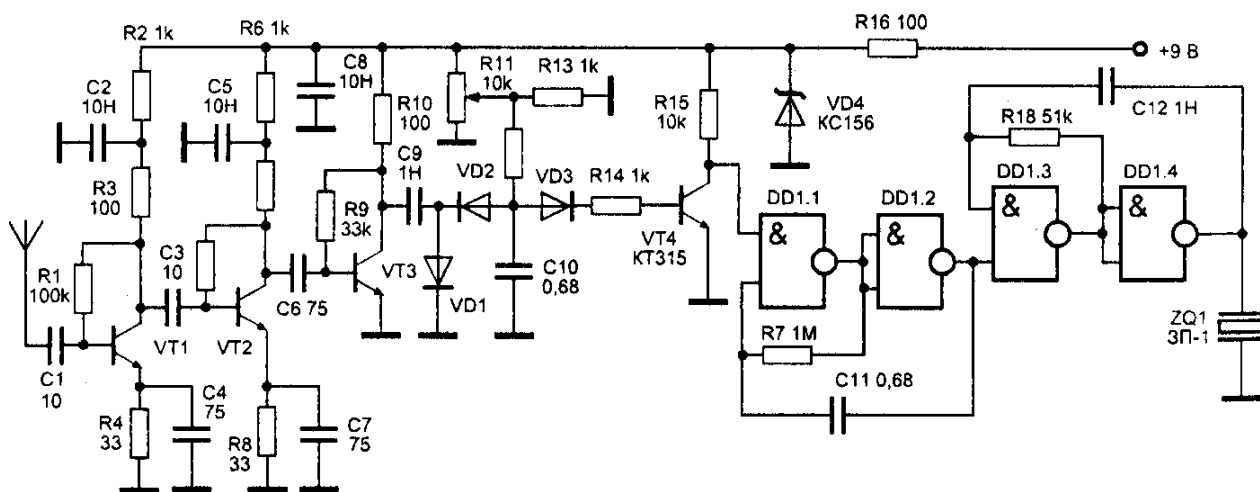 R2 1k
R6 1k
R16 100
+9 В
C2
10H
C5
10H
C8
10H
R11
10k
R13 1k
R10
100
R15
10k
VD4
КС156
C12 1H
R18 51k
R3
100
C9
1H
VD2
VD3
R14 1k
DD1.1
DD1.2
DD1.3
DD1.4
&
&
&
&
R9
33k
VT4
КТ315
R1
100k
C3
10
C6 75
VT3
VD1
C10
0,68
R7 1M
C11 0,68
ZQ1
ЗП-1
C1
10
VT1
VT2
R4
33
C4
75
R8
33
C7
75